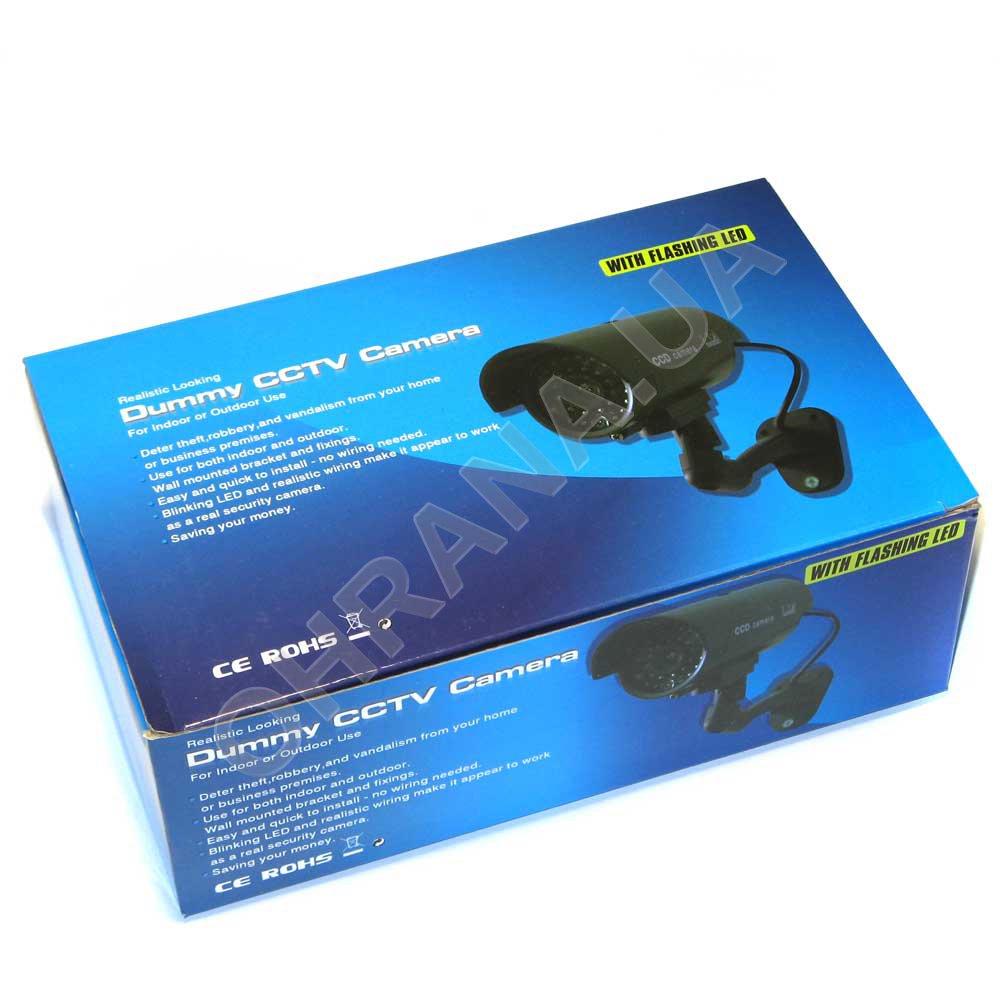 WITH FLASHING LED
Realistic Looking
Dummy CCTV Camera
For Indoor or Outdoor Use
Deter theft,robbery,and vandalism from your home
or business premises.
Use for both indoor and outdoor.
Wall mounted bracket and fixings.
Easy and quick to install - no wiring needed.
Blinking LED and realistic wiring make it appear to work
as a real security camera.
Saving your money.
CCD camera
CE ROHS
WITH FLASHING LED
Realistic Looking
Dummy CCTV Camera
For Indoor or Outdoor Use
Deter theft,robbery,and vandalism from your home
or business premises.
Use for both indoor and outdoor.
Wall mounted bracket and fixings.
Easy and quick to install - no wiring needed.
Blinking LED and realistic wiring make it appear to work
as a real security camera.
Saving your money.
CCD camera
CE ROHS
OHRANA.UA